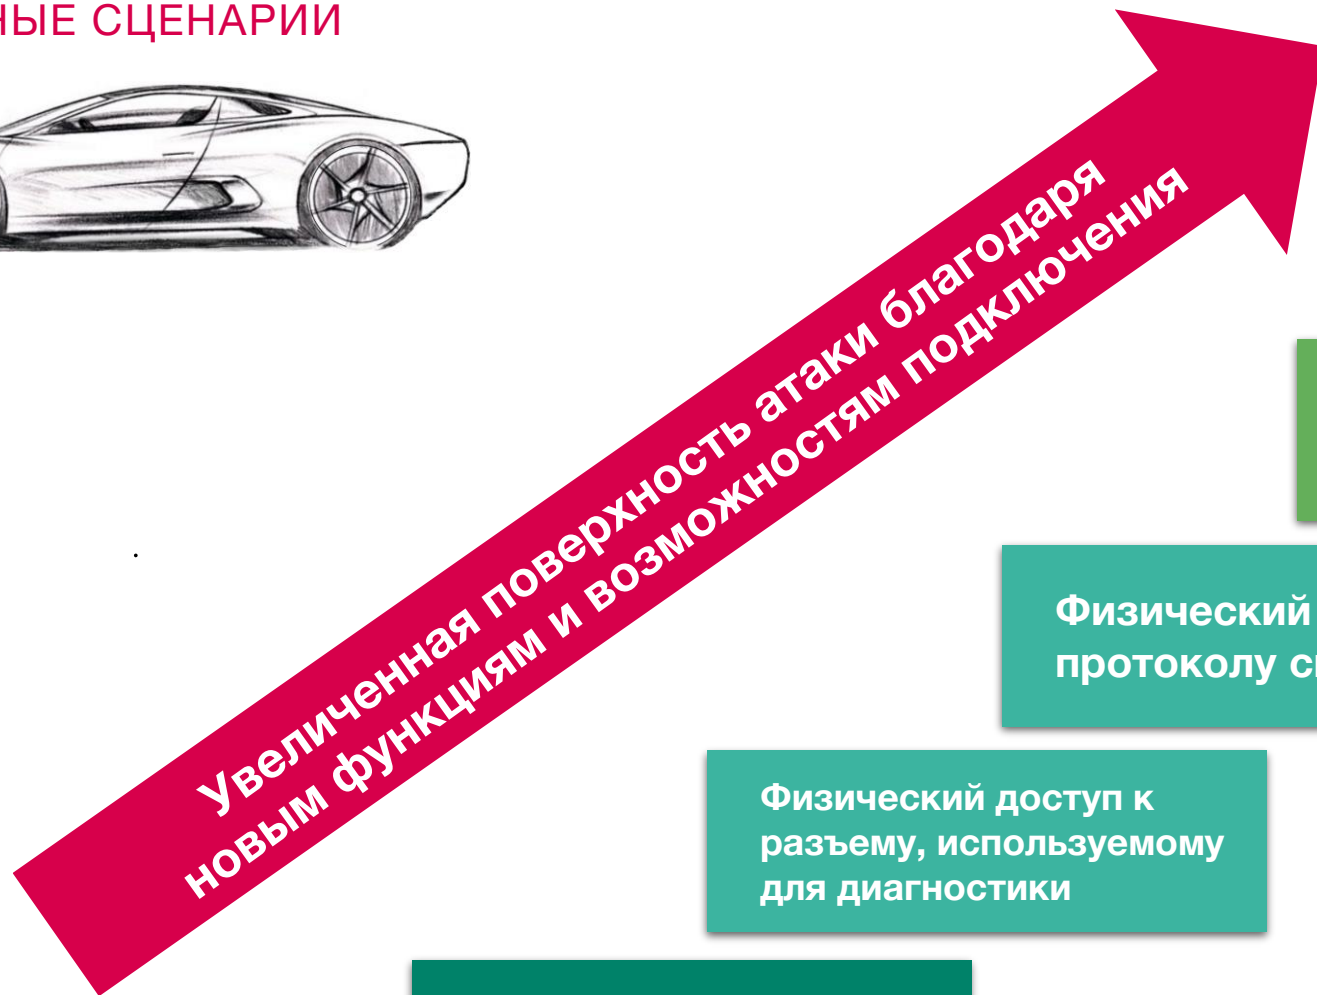 НЫЕ СЦЕНАРИИ
Увеличенная поверхность атаки благодаря
новым функциям и возможностям подключения
Физический
протоколу
Физический доступ к
разъему, используемому
для диагностики